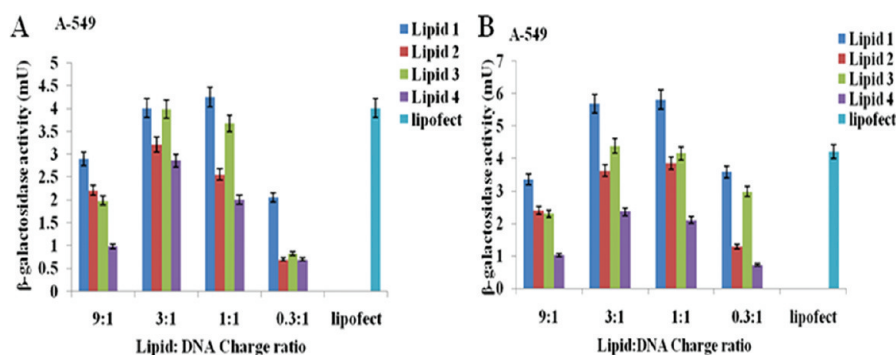 A
A-549
β-galactosidase activity (mU)
5
4.5
4
3.5
3
2.5
2
1.5
1
0.5
0
9:1 3:1 1:1 0.3:1 lipofect
Lipid: DNA Charge ratio
Lipid 1
Lipid 2
Lipid 3
Lipid 4
lipofect
B
A-549
β-galactosidase activity (mU)
7
6
5
4
3
2
1
0
9:1 3:1 1:1 0.3:1 lipofect
Lipid:DNA Charge ratio
Lipid 1
Lipid 2
Lipid 3
Lipid 4
lipofect